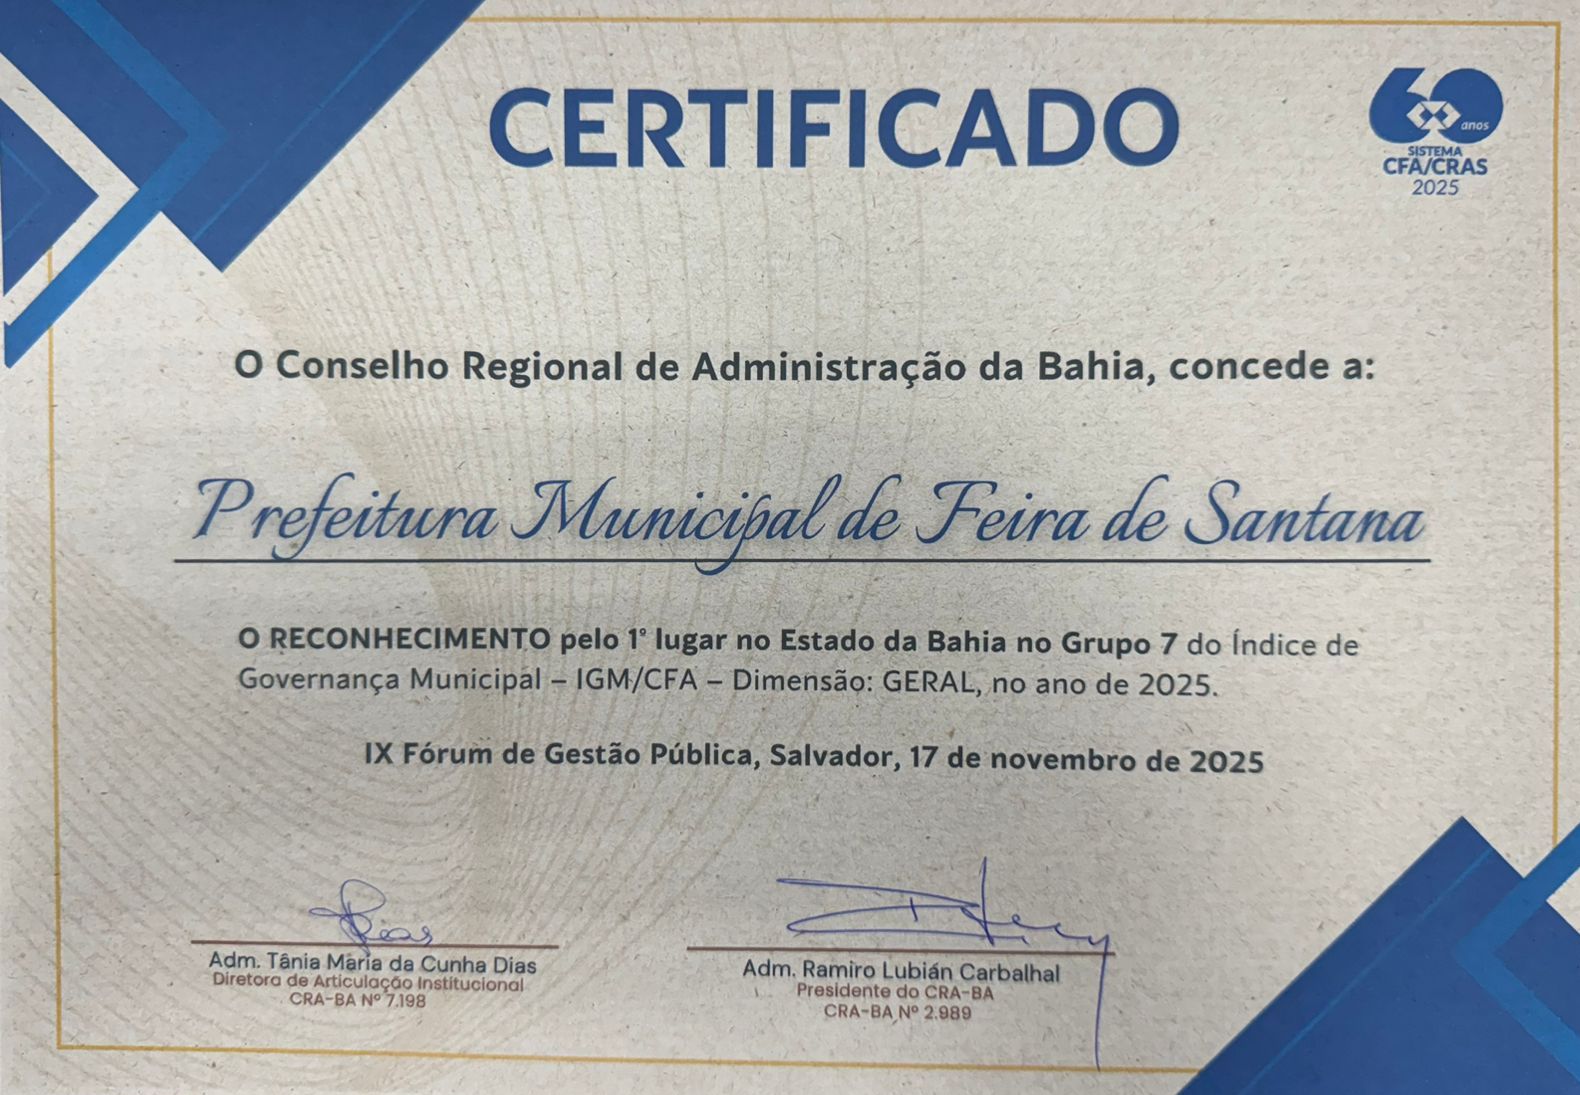 CERTIFICADO
60 anos
SISTEMA
CFA/CRAS
2025
O Conselho Regional de Administração da Bahia, concede a:
Prefeitura Municipal de Feira de Santana
O RECONHECIMENTO pelo 1° lugar no Estado da Bahia no Grupo 7 do Índice de
Governança Municipal – IGM/CFA – Dimensão: GERAL, no ano de 2025.
IX Fórum de Gestão Pública, Salvador, 17 de novembro de 2025
Adm. Tânia Maria da Cunha Dias
Diretora de Articulação Institucional
CRA-BA Nº 7.198
Adm. Ramiro Lubián Carbalhal
Presidente do CRA-BA
CRA-BA Nº 2.989